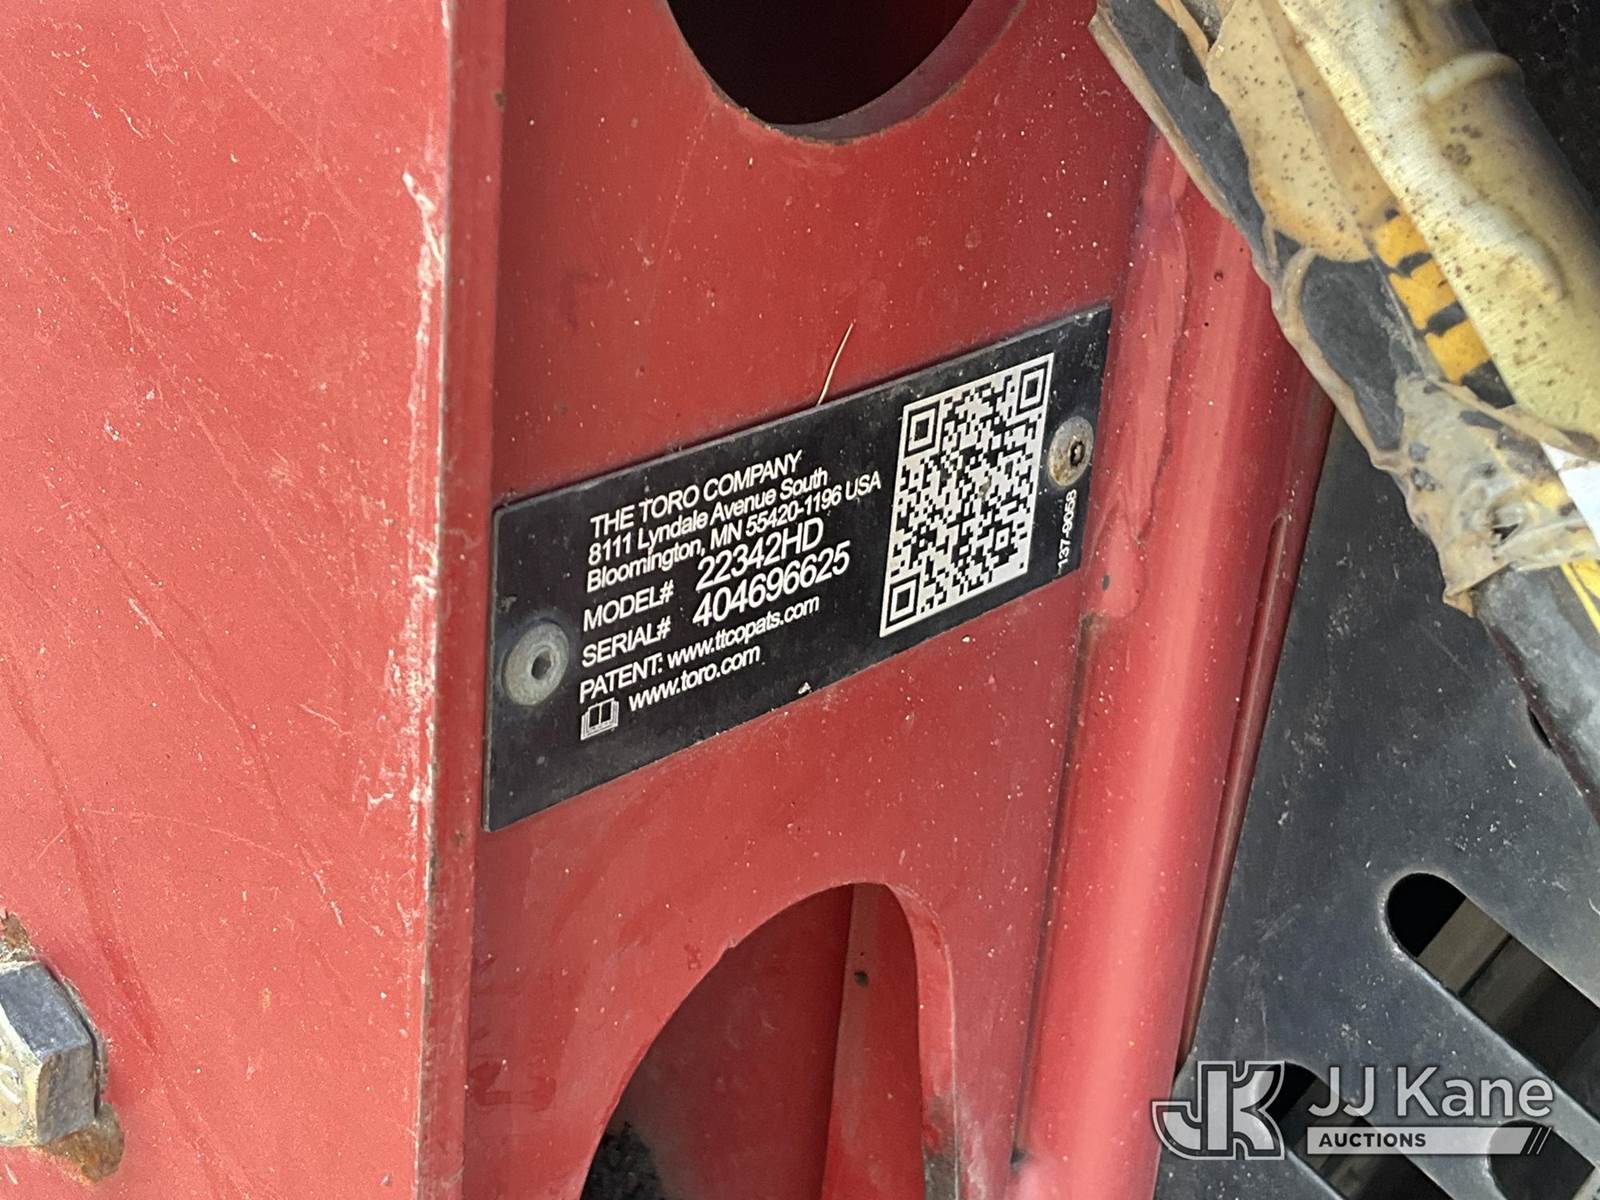 THE TORO COMPANY
8111 Lyndale Avenue South
Bloomington, MN 55420-1196 USA
MODEL# 22342HD
SERIAL# 404696625
PATENT: www.ttcopats.com
www.toro.com
137-9058
JK JJ Kane
AUCTIONS